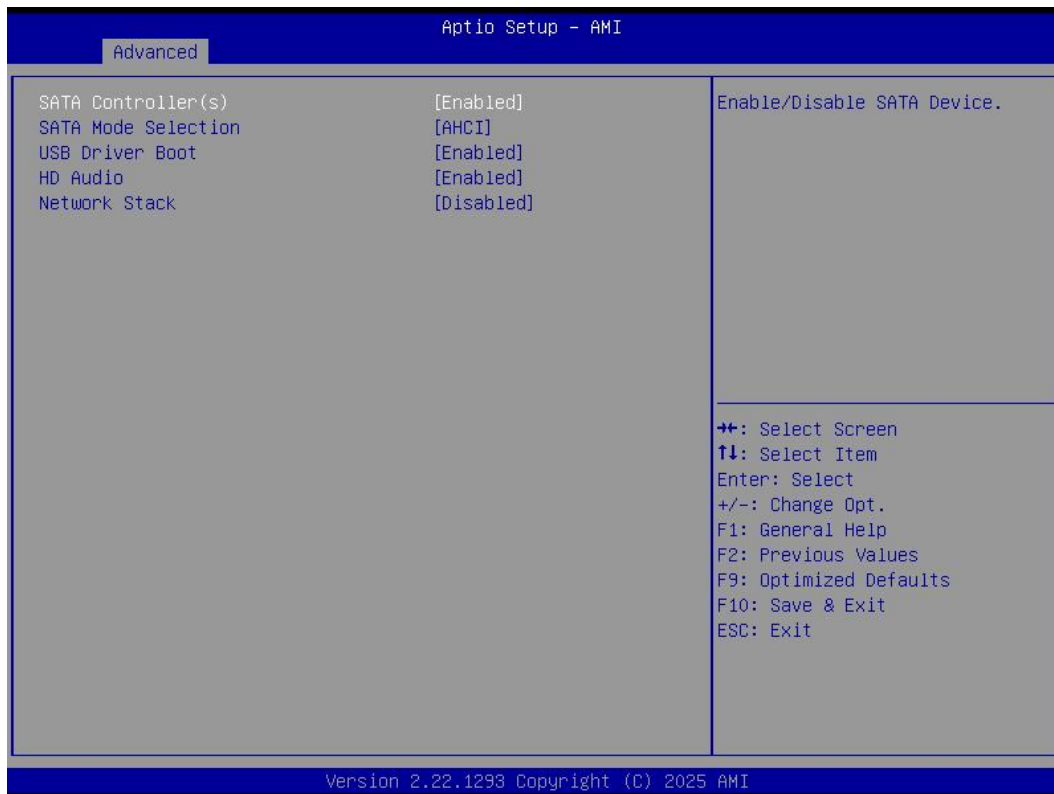 Aptio Setup – AMI
Advanced
SATA Controller(s) [Enabled]
SATA Mode Selection [AHCI]
USB Driver Boot [Enabled]
HD Audio [Enabled]
Network Stack [Disabled]
Enable/Disable SATA Device.
→←: Select Screen
↑↓: Select Item
Enter: Select
+/-: Change Opt.
F1: General Help
F2: Previous Values
F9: Optimized Defaults
F10: Save & Exit
ESC: Exit
Version 2.22.1293 Copyright (C) 2025 AMI